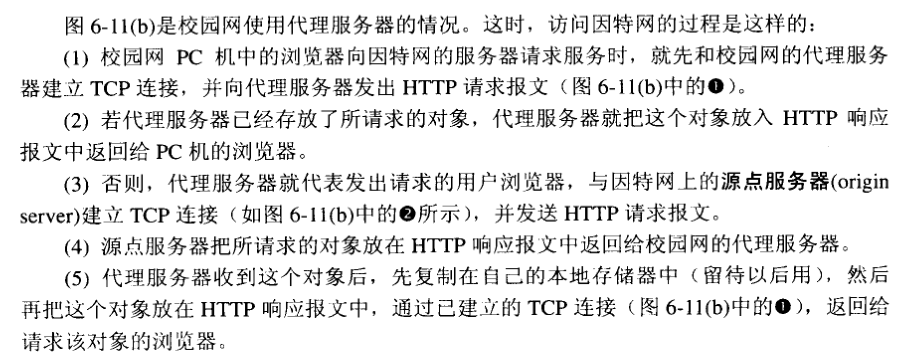 图 6-11(b)是校园网使用代理服务器的情况。这时，访问因特网的过程是这样的：
(1) 校园网 PC 机中的浏览器向因特网的服务器请求服务时，就先和校园网的代理服务
器建立 TCP 连接，并向代理服务器发出 HTTP 请求报文（图 6-11(b)中的❶）。
(2) 若代理服务器已经存放了所请求的对象，代理服务器就把这个对象放入 HTTP 响应
报文中返回给 PC 机的浏览器。
(3) 否则，代理服务器就代表发出请求的用户浏览器，与因特网上的源点服务器(origin
server)建立 TCP 连接（如图 6-11(b)中的❷所示），并发送 HTTP 请求报文。
(4) 源点服务器把所请求的对象放在 HTTP 响应报文中返回给校园网的代理服务器。
(5) 代理服务器收到这个对象后，先复制在自己的本地存储器中（留待以后用），然后
再把这个对象放在 HTTP 响应报文中，通过已建立的 TCP 连接（图 6-11(b)中的❶），返回给
请求该对象的浏览器。